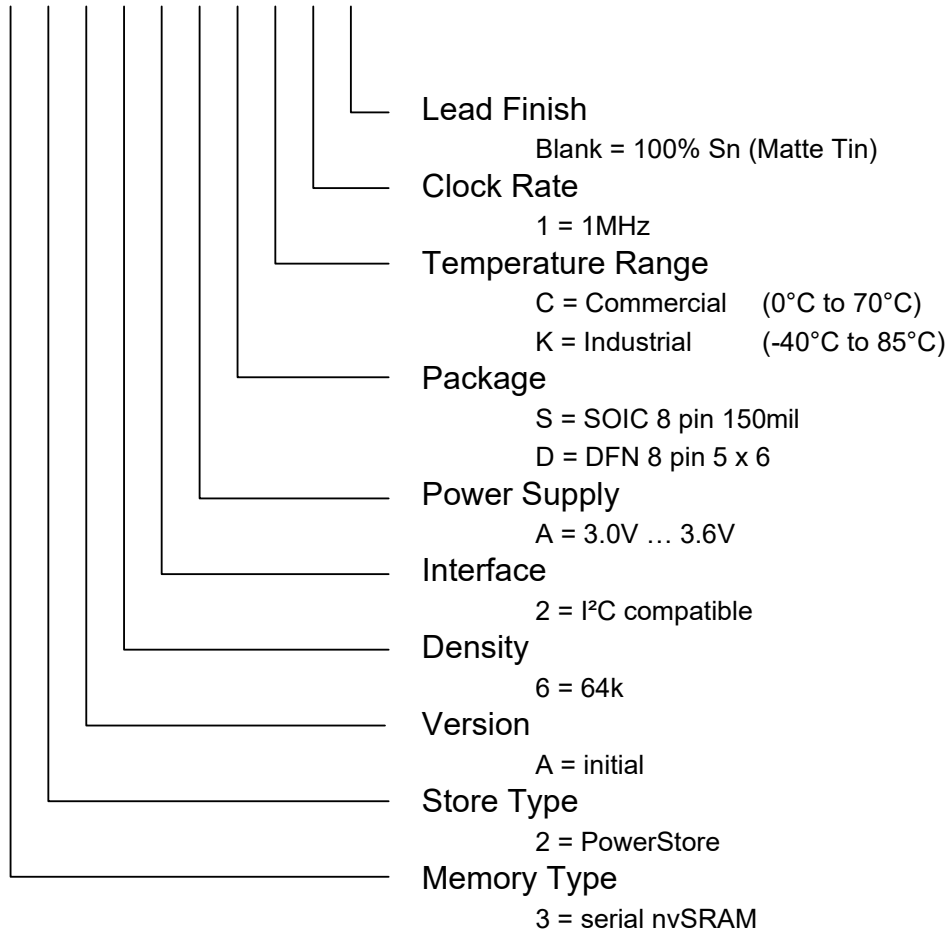 Lead Finish
Blank = 100% Sn (Matte Tin)
Clock Rate
1 = 1MHz
Temperature Range
C = Commercial (0°C to 70°C)
K = Industrial (-40°C to 85°C)
Package
S = SOIC 8 pin 150mil
D = DFN 8 pin 5 x 6
Power Supply
A = 3.0V … 3.6V
Interface
2 = I²C compatible
Density
6 = 64k
Version
A = initial
Store Type
2 = PowerStore
Memory Type
3 = serial nvSRAM